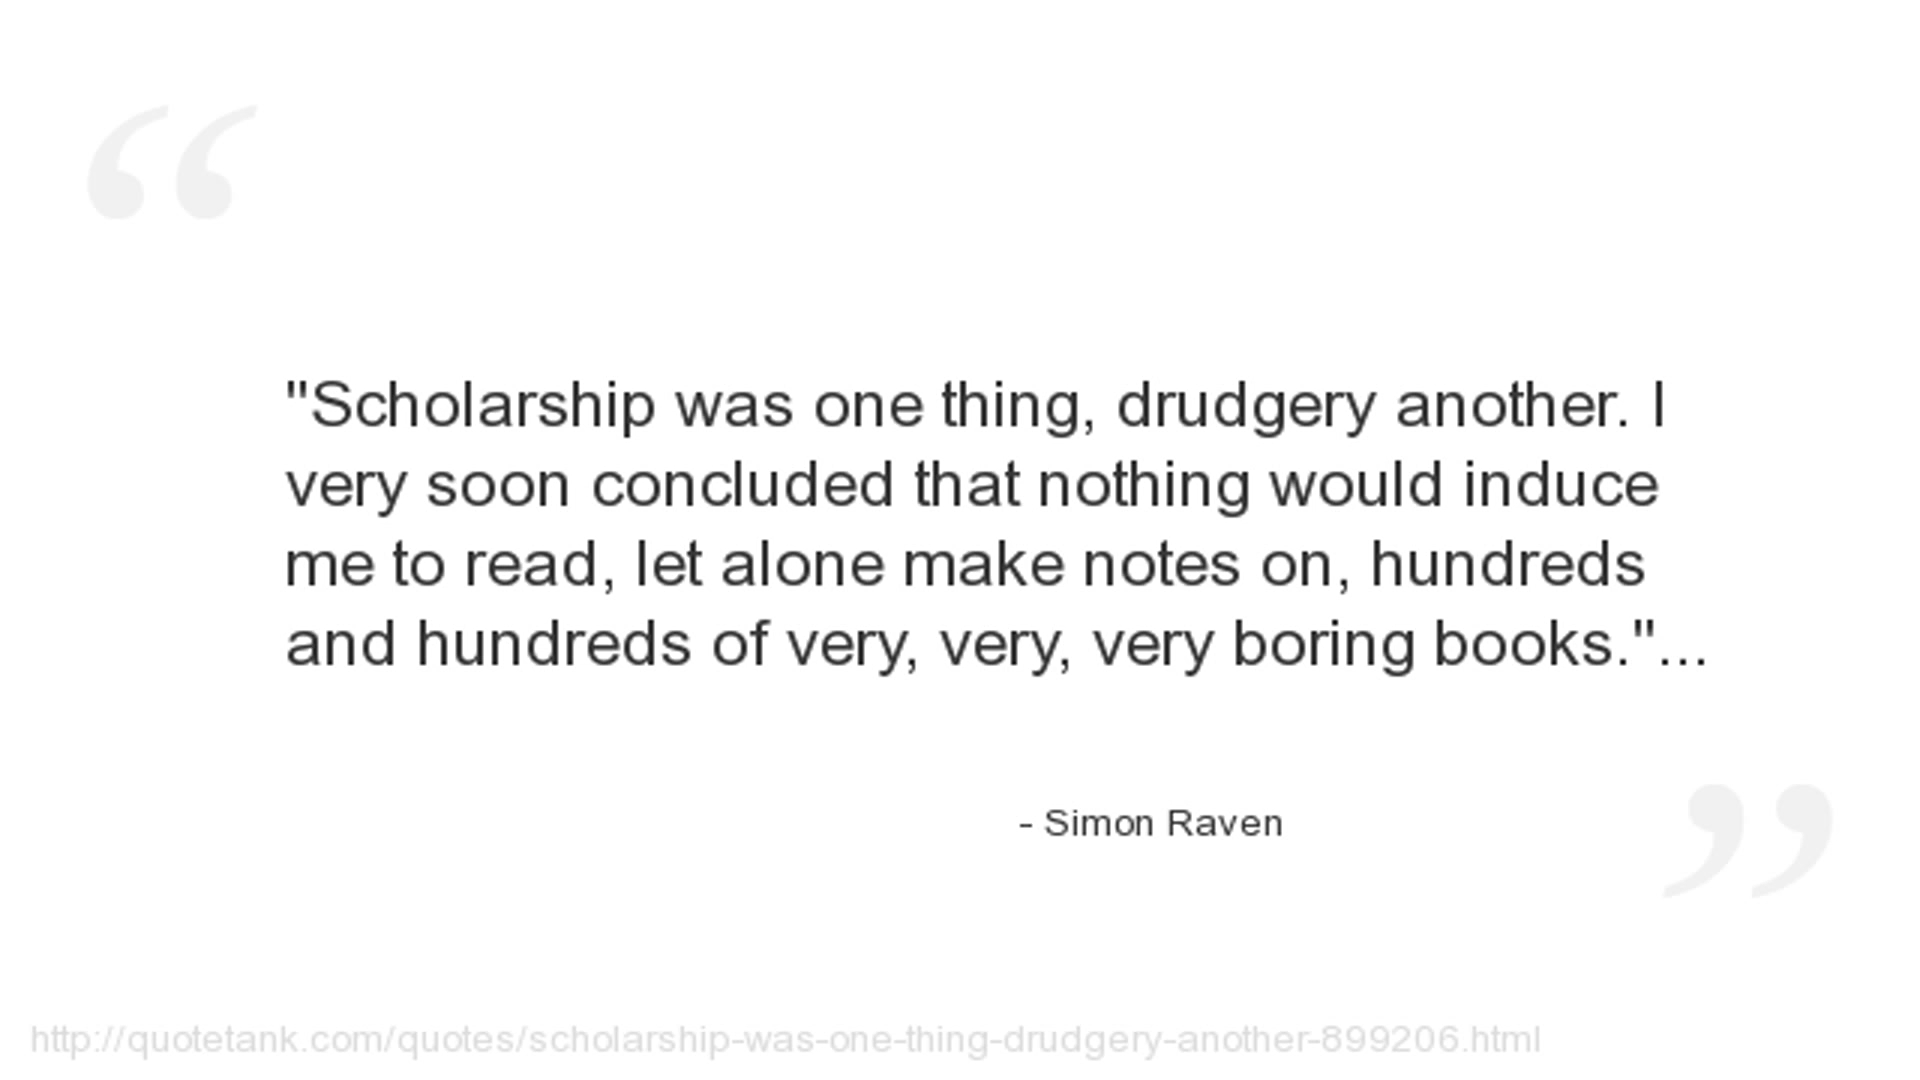 "Scholarship was one thing, drudgery another. I
very soon concluded that nothing would induce
me to read, let alone make notes on, hundreds
and hundreds of very, very, very boring books."...
- Simon Raven
http://quotetank.com/quotes/scholarship-was-one-thing-drudgery-another-899206.html